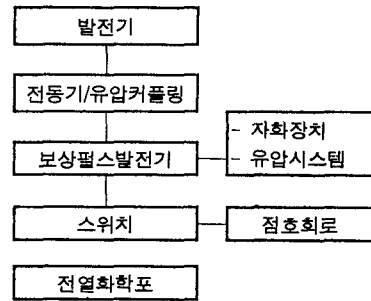 발전기
전동기/유압커플링
보상펄스발전기
- 자화장치
- 유압시스템
스위치
점호회로
전열화학포